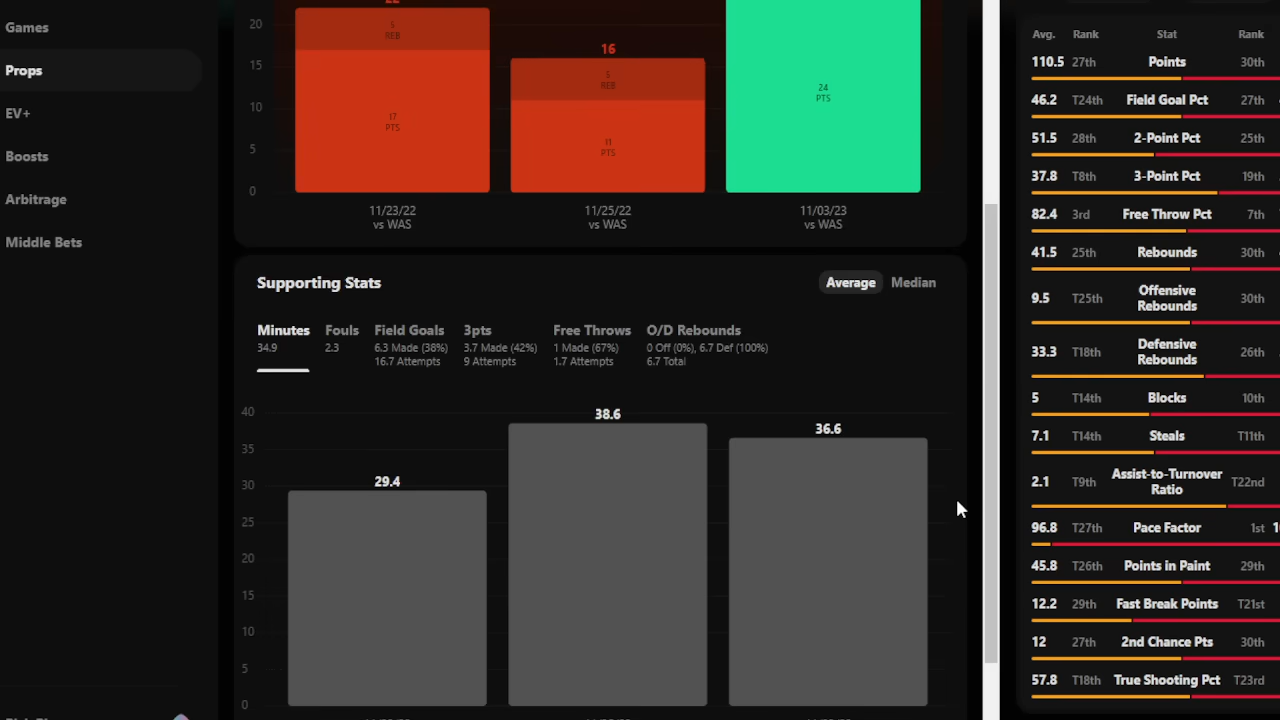 Games
Props
EV+
Boosts
Arbitrage
Middle Bets
20
15
10
5
0
5
REB
17
PTS
16
5
REB
11
PTS
24
PTS
11/23/22
vs WAS
11/25/22
vs WAS
11/03/23
vs WAS
Supporting Stats
Average Median
Minutes
34.9
Fouls
2.3
Field Goals
6.3 Made (38%)
16.7 Attempts
3pts
3.7 Made (42%)
9 Attempts
Free Throws
1 Made (67%)
1.7 Attempts
O/D Rebounds
0 Off (0%), 6.7 Def (100%)
6.7 Total
40
35
30
25
20
15
10
5
0
29.4
38.6
36.6
Avg. Rank Stat Rank
110.5 27th Points 30th
46.2 T24th Field Goal Pct 27th
51.5 28th 2-Point Pct 25th
37.8 T8th 3-Point Pct 19th
82.4 3rd Free Throw Pct 7th
41.5 25th Rebounds 30th
9.5 T25th Offensive Rebounds 30th
33.3 T18th Defensive Rebounds 26th
5 T14th Blocks 10th
7.1 T14th Steals T11th
2.1 T9th Assist-to-Turnover Ratio T22nd
96.8 T27th Pace Factor 1st
45.8 T26th Points in Paint 29th
12.2 29th Fast Break Points T21st
12 27th 2nd Chance Pts 30th
57.8 T18th True Shooting Pct T23rd